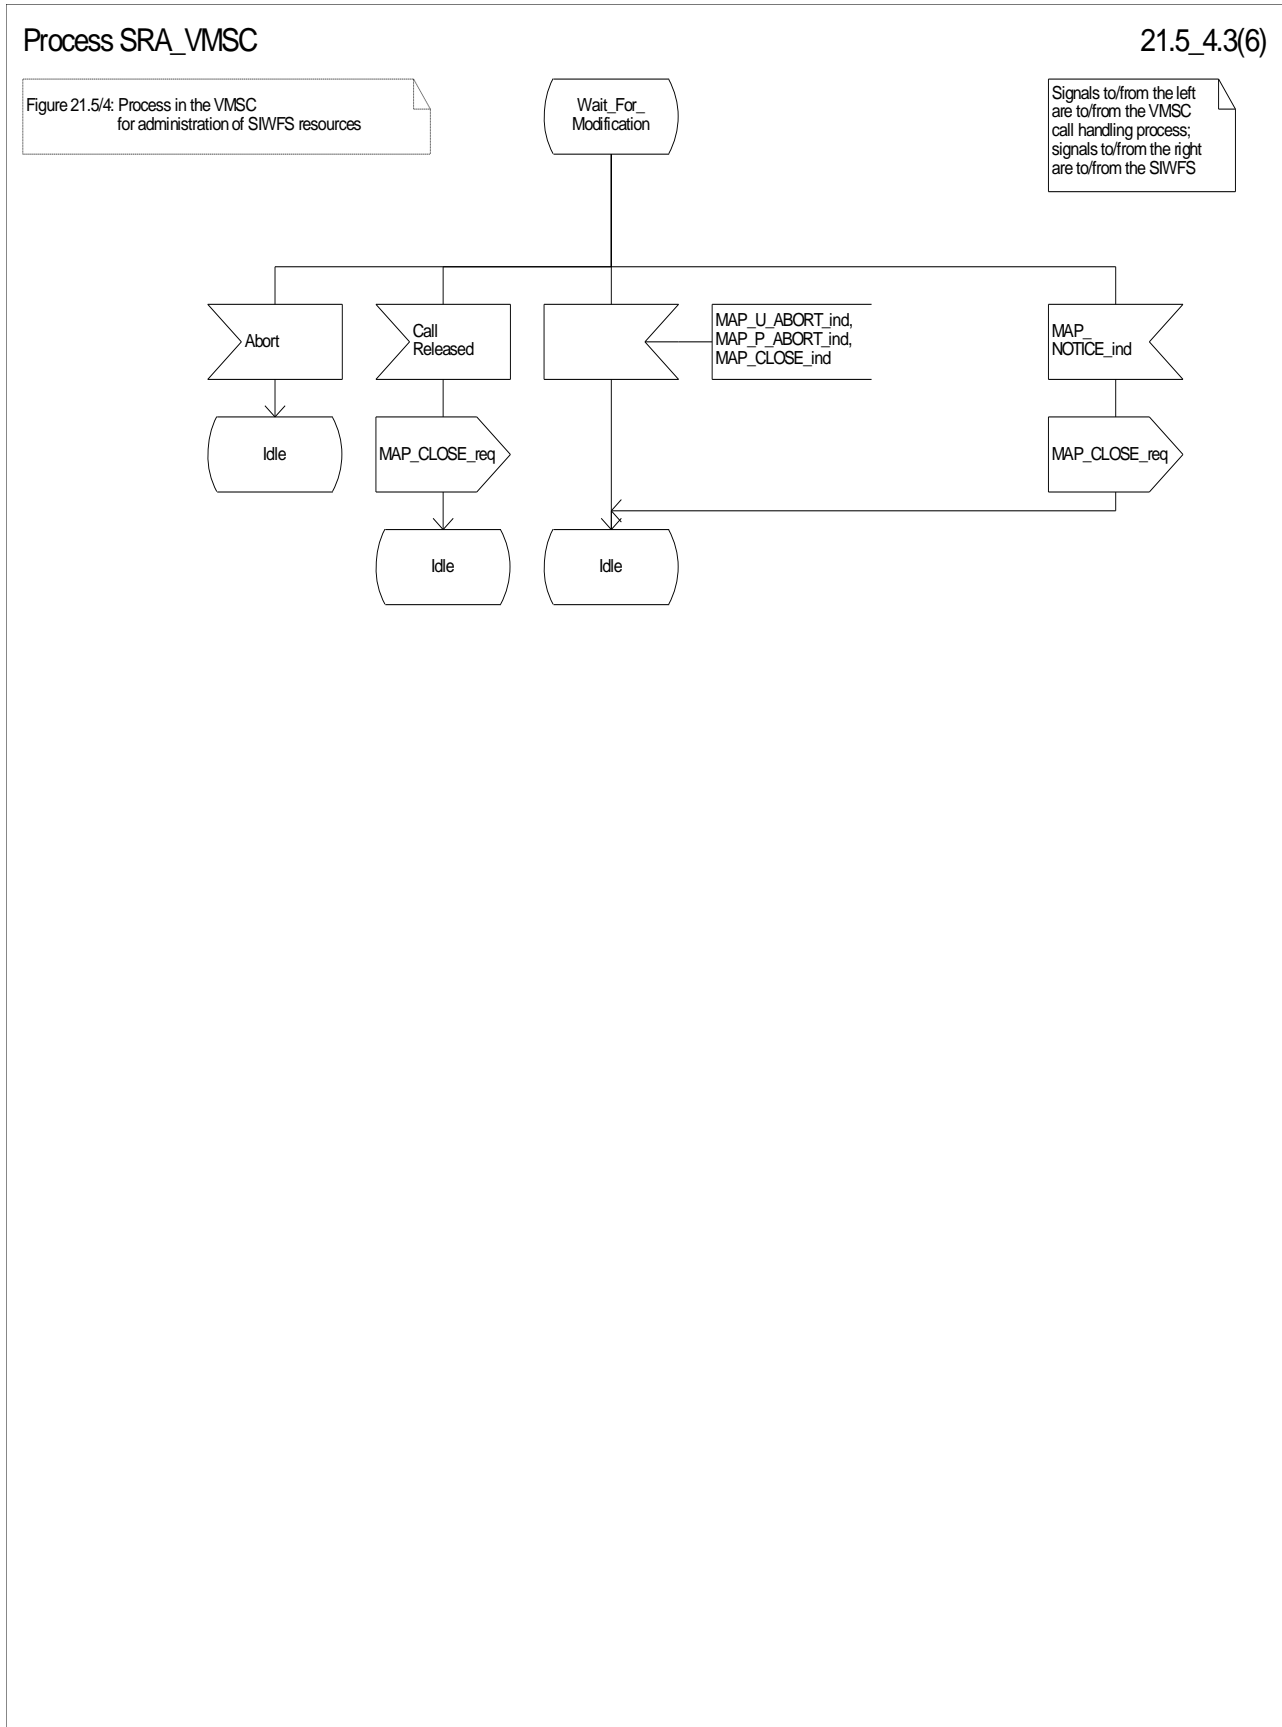 Process SRA_VMSC
21.5_4.3(6)
Figure 21.5/4: Process in the VMSC
for administration of SIWFS resources
Wait_For_
Modification
Signals to/from the left
are to/from the VMSC
call handling process;
signals to/from the right
are to/from the SIWFS
Abort
Call
Released
MAP_U_ABORT_ind,
MAP_P_ABORT_ind,
MAP_CLOSE_ind
MAP_
NOTICE_ind
Idle
MAP_CLOSE_req
MAP_CLOSE_req
Idle
Idle